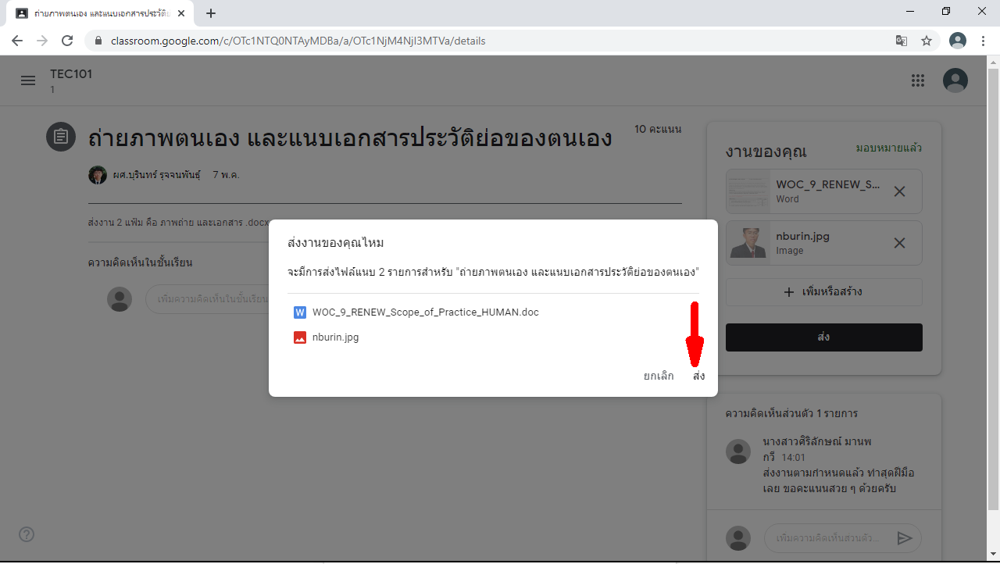 ถ่ายภาพตนเอง และแนบเอกสารประวัติย่
classroom.google.com/c/OTc1NTQ0NTAyMDBa/a/OTc1NjM4NjI3MTVa/details
TEC101
1
ถ่ายภาพตนเอง และแนบเอกสารประวัติย่อของตนเอง
10 คะแนน
ผศ.บุรินทร์ รุจจนพันธุ์ 7 พ.ค.
ส่งงาน 2 แฟ้ม คือ ภาพถ่าย และเอกสาร .docx
ความคิดเห็นในชั้นเรียน
เพิ่มความคิดเห็นในชั้นเรียน
ส่งงานของคุณไหม
จะมีการส่งไฟล์แนบ 2 รายการสำหรับ "ถ่ายภาพตนเอง และแนบเอกสารประวัติย่อของตนเอง"
W WOC_9_RENEW_Scope_of_Practice_HUMAN.doc
nburin.jpg
ยกเลิก ส่ง
งานของคุณ มอบหมายแล้ว
WOC_9_RENEW_S...
Word
nburin.jpg
Image
เพิ่มหรือสร้าง
ส่ง
ความคิดเห็นส่วนตัว 1 รายการ
นางสาวศิริลักษณ์ มานพ
กวี 14:01
ส่งงานตามกำหนดแล้ว ทำสุดฝีมือ
เลย ขอคะแนนสวย ๆ ด้วยครับ
เพิ่มความคิดเห็นส่วนตัว...